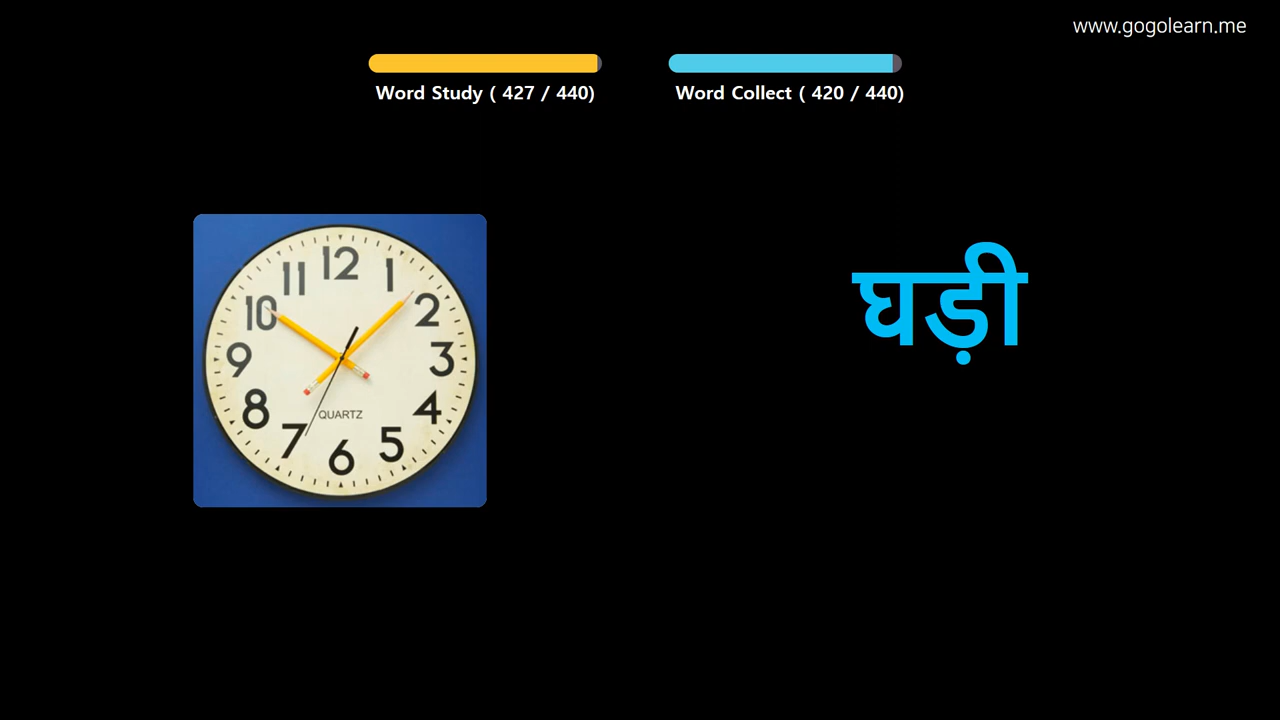 www.gogolearn.me
Word Study ( 427 / 440)
Word Collect ( 420 / 440)
घड़ी
12
11
1
10
2
9
3
8
4
QUARTZ
7
5
6